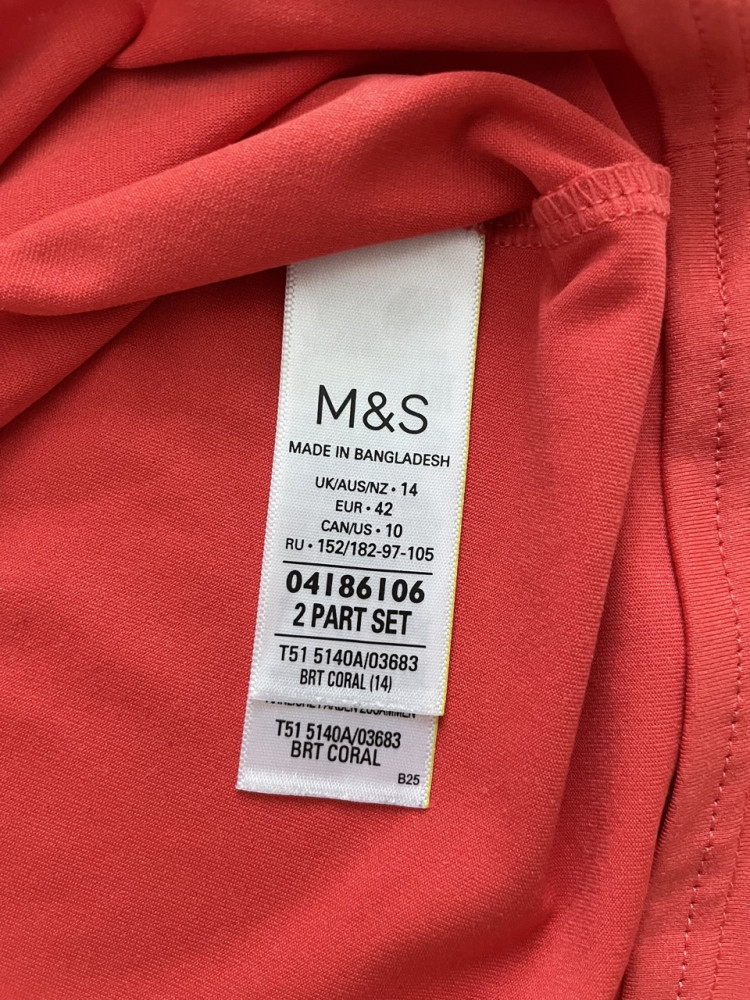 M&S
MADE IN BANGLADESH
UK/AUS/NZ • 14
EUR • 42
CAN/US • 10
RU • 152/182-97-105
04186106
2 PART SET
T51 5140A/03683
BRT CORAL (14)
T51 5140A/03683
BRT CORAL
B25